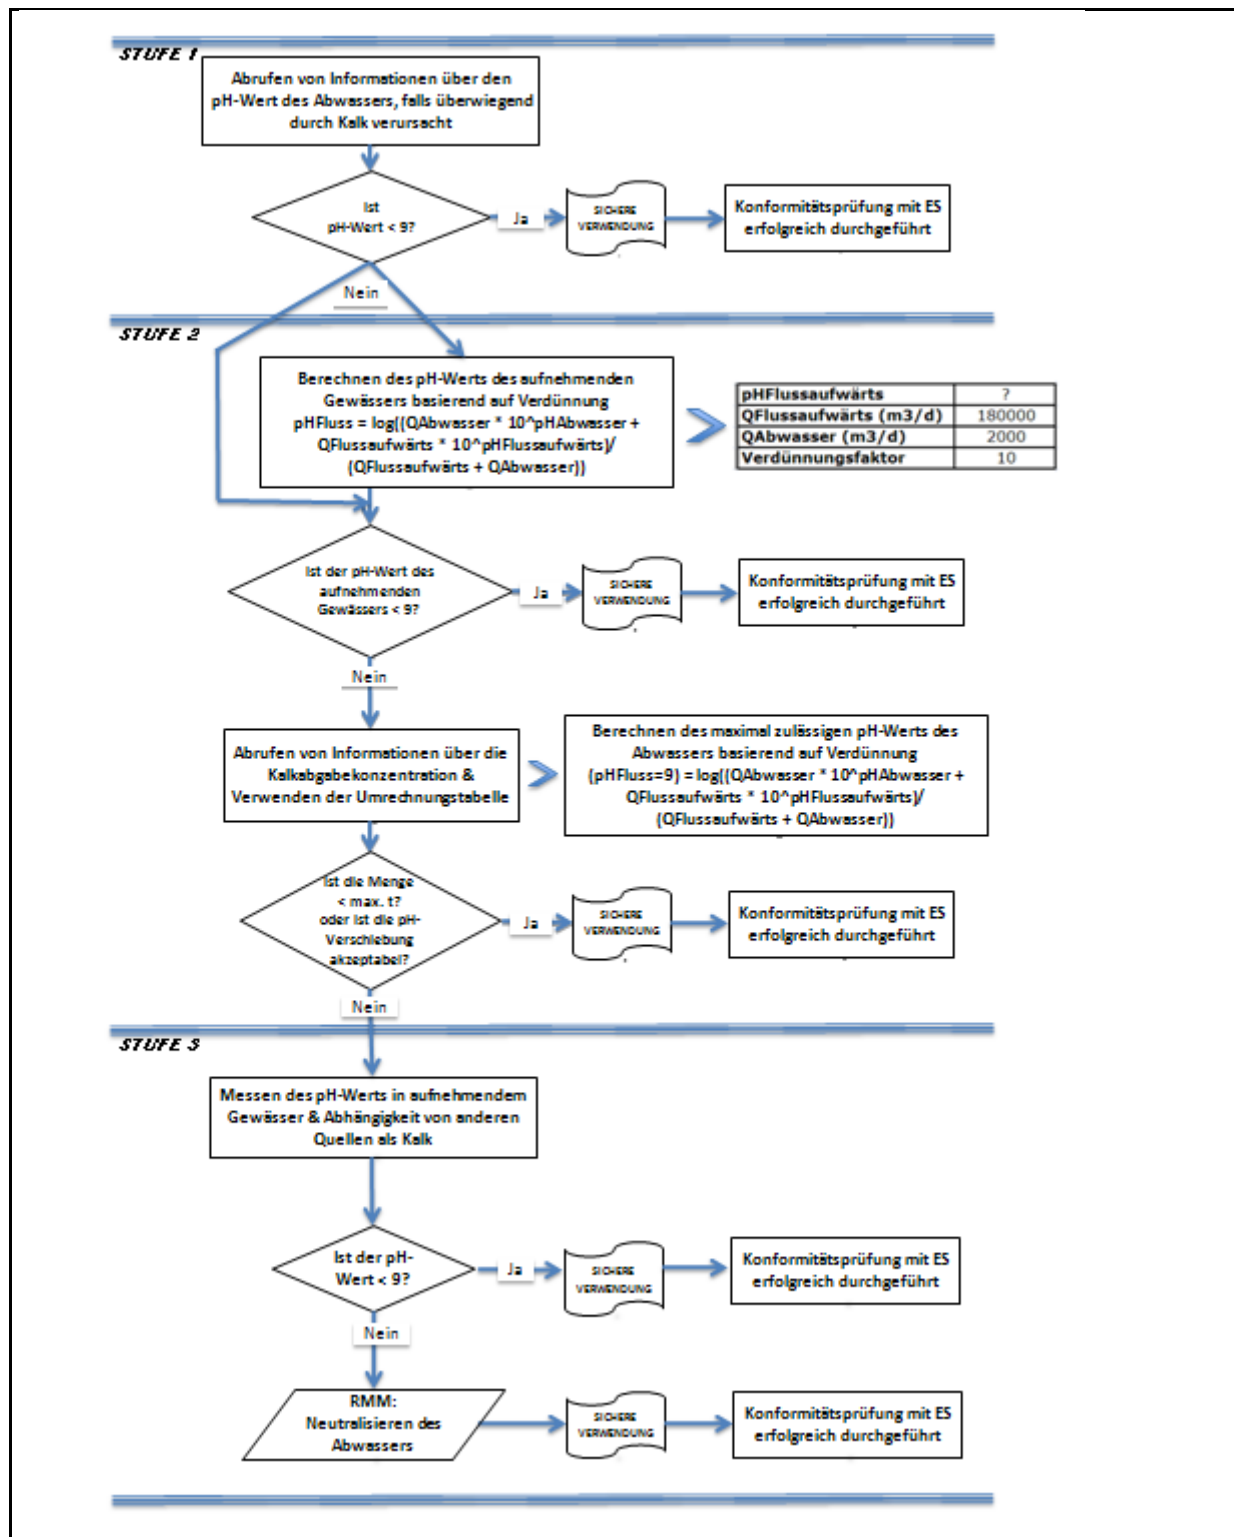 STUFE 1
Abrufen von Informationen über den
pH-Wert des Abwassers, falls überwiegend
durch Kalk verursacht
Ist
pH-Wert < 9?
Ja
SICHERE
VERWENDUNG
Konformitätsprüfung mit ES
erfolgreich durchgeführt
Nein
STUFE 2
Berechnen des pH-Werts des aufnehmenden
Gewässers basierend auf Verdünnung
pHFluss = log((QAbwasser * 10^pHAbwasser +
QFlussaufwärts * 10^pHFlussaufwärts)/
(QFlussaufwärts + QAbwasser))
pHFlussaufwärts ?
QFlussaufwärts (m3/d) 180000
QAbwasser (m3/d) 2000
Verdünnungsfaktor 10
Ist der pH-Wert des
aufnehmenden
Gewässers < 9?
Ja
SICHERE
VERWENDUNG
Konformitätsprüfung mit ES
erfolgreich durchgeführt
Nein
Abrufen von Informationen über die
Kalkabgabekonzentration &
Verwenden der Umrechnungstabelle
Berechnen des maximal zulässigen pH-Werts des
Abwassers basierend auf Verdünnung
(pHFluss=9) = log((QAbwasser * 10^pHAbwasser +
QFlussaufwärts * 10^pHFlussaufwärts)/
(QFlussaufwärts + QAbwasser))
Ist die Menge
< max. t?
oder ist die pH-
Verschiebung
akzeptabel?
Ja
SICHERE
VERWENDUNG
Konformitätsprüfung mit ES
erfolgreich durchgeführt
Nein
STUFE 3
Messen des pH-Werts in aufnehmendem
Gewässer & Abhängigkeit von anderen
Quellen als Kalk
Ist der pH-
Wert < 9?
Ja
SICHERE
VERWENDUNG
Konformitätsprüfung mit ES
erfolgreich durchgeführt
Nein
RMM:
Neutralisieren des
Abwassers
SICHERE
VERWENDUNG
Konformitätsprüfung mit ES
erfolgreich durchgeführt